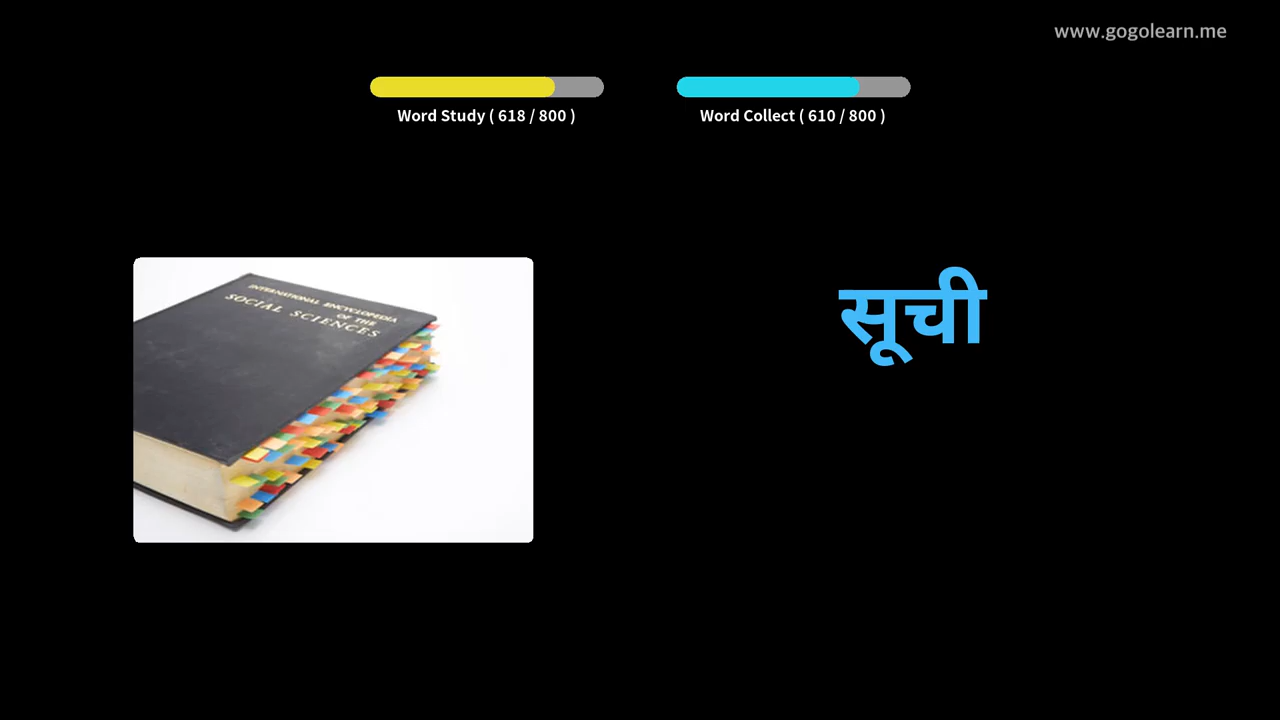 www.gogolearn.me
Word Study ( 618 / 800 )
Word Collect ( 610 / 800 )
INTERNATIONAL ENCYCLOPEDIA
OF THE
SOCIAL SCIENCES
सूची